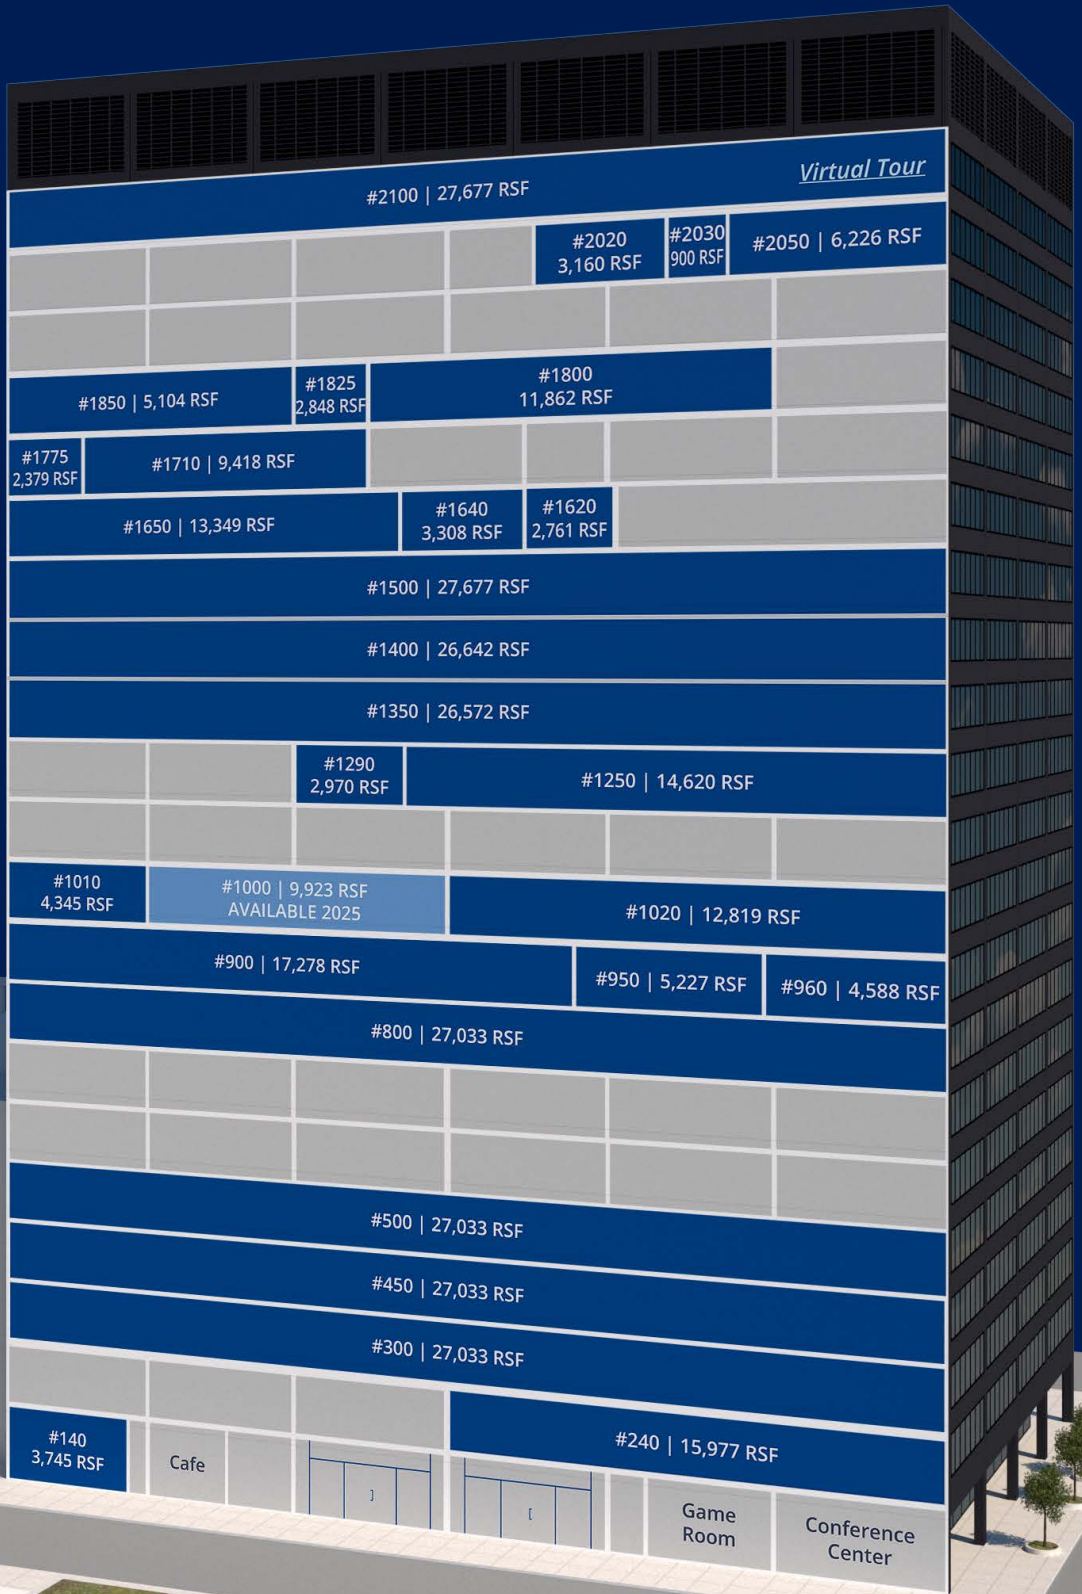 #2100 | 27,677 RSF
Virtual Tour
#2020
3,160 RSF
#2030
900 RSF
#2050 | 6,226 RSF
#1850 | 5,104 RSF
#1825
2,848 RSF
#1800
11,862 RSF
#1775
2,379 RSF
#1710 | 9,418 RSF
#1650 | 13,349 RSF
#1640
3,308 RSF
#1620
2,761 RSF
#1500 | 27,677 RSF
#1400 | 26,642 RSF
#1350 | 26,572 RSF
#1290
2,970 RSF
#1250 | 14,620 RSF
#1010
4,345 RSF
#1000 | 9,923 RSF
AVAILABLE 2025
#1020 | 12,819 RSF
#900 | 17,278 RSF
#950 | 5,227 RSF
#960 | 4,588 RSF
#800 | 27,033 RSF
#500 | 27,033 RSF
#450 | 27,033 RSF
#300 | 27,033 RSF
#240 | 15,977 RSF
#140
3,745 RSF
Cafe
Game
Room
Conference
Center